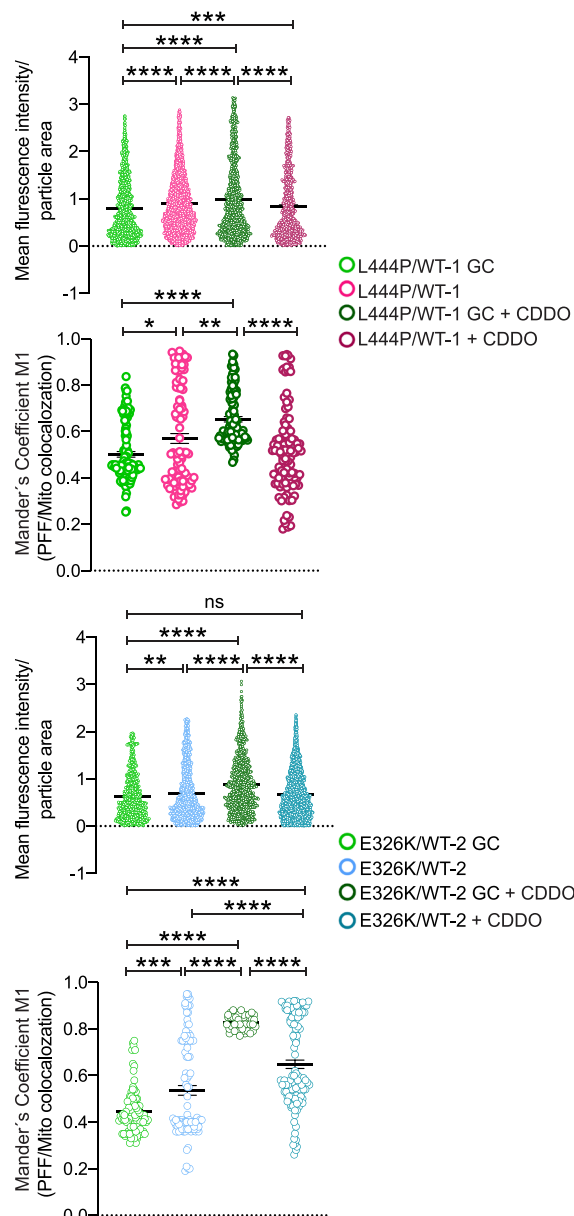 ***
****
**** **** ****
Mean flurescence intensity/
particle area
4
3
2
1
0
-1
L444P/WT-1 GC
L444P/WT-1
L444P/WT-1 GC + CDDO
L444P/WT-1 + CDDO
****
* ** ****
Mander´s Coefficient M1
(PFF/Mito colocalozation)
1.0
0.8
0.6
0.4
0.2
0.0
ns
****
** **** ****
Mean flurescence intensity/
particle area
4
3
2
1
0
-1
E326K/WT-2 GC
E326K/WT-2
E326K/WT-2 GC + CDDO
E326K/WT-2 + CDDO
****
****
****
*** **** ****
Mander´s Coefficient M1
(PFF/Mito colocalozation)
1.0
0.8
0.6
0.4
0.2
0.0